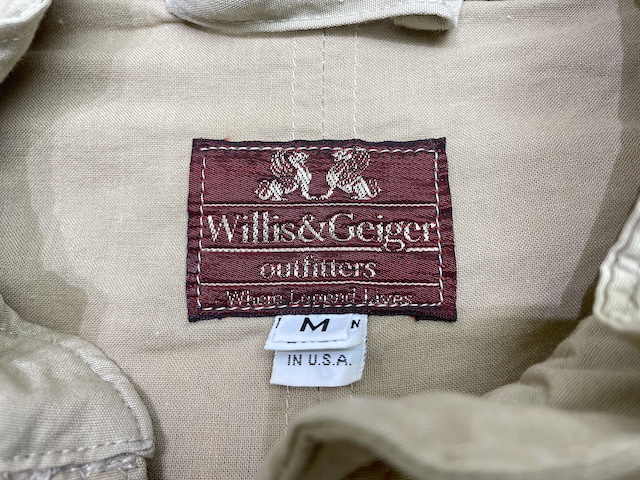 Willis&Geiger
outfitters
Where Legend Lives
M
IN U.S.A.